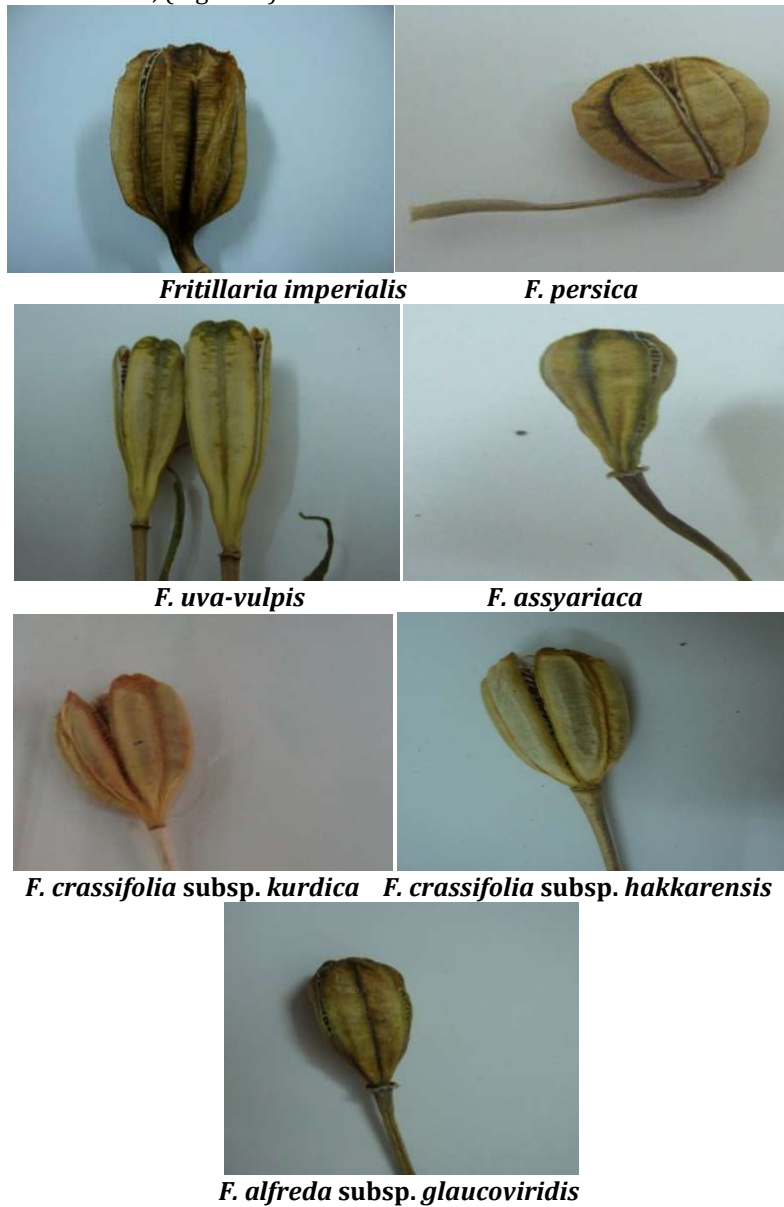 Fritillaria imperialis F. persica
F. uva-vulpis F. assyariaca
F. crassifolia subsp. kurdica F. crassifolia subsp. hakkarensis
F. alfreda subsp. glaucoviridis